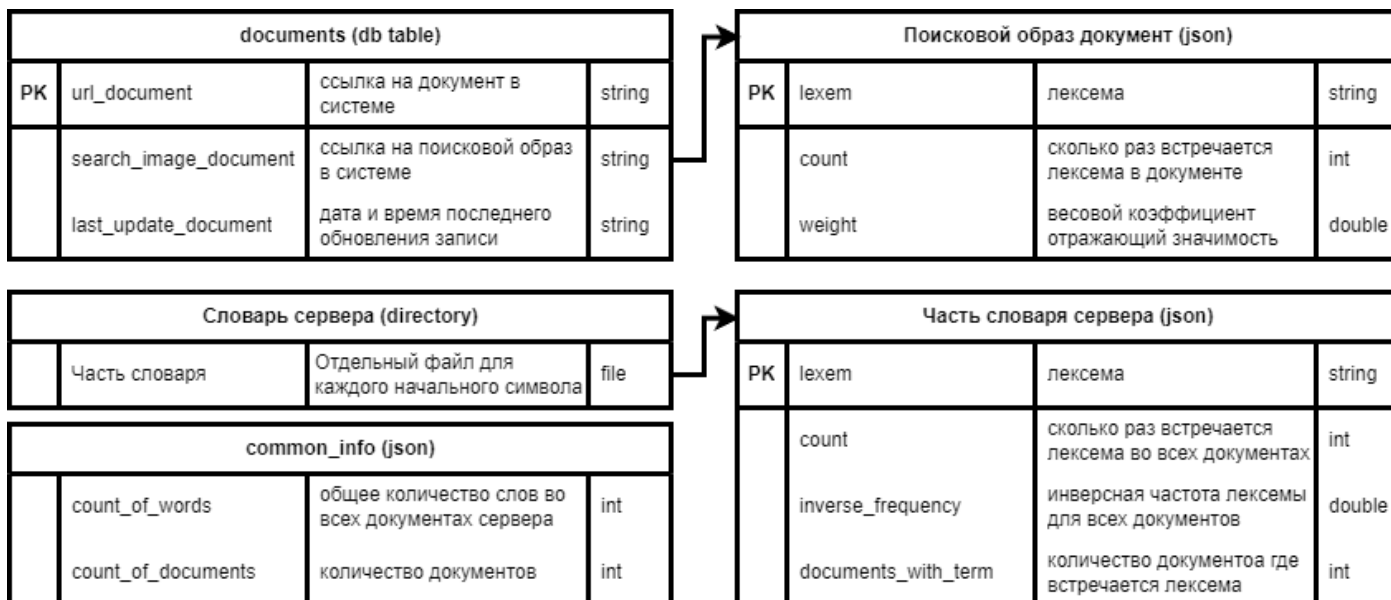 documents (db table)
PK url_document ссылка на документ в
системе string
search_image_document ссылка на поисковой образ
в системе string
last_update_document дата и время последнего
обновления записи string
Поисковой образ документ (json)
PK lexem лексема string
count сколько раз встречается
лексема в документе int
weight весовой коэффициент
отражающий значимость double
Словарь сервера (directory)
Часть словаря Отдельный файл для
каждого начального символа file
common_info (json)
count_of_words общее количество слов во
всех документах сервера int
count_of_documents количество документов int
Часть словаря сервера (json)
PK lexem лексема string
count сколько раз встречается
лексема во всех документах int
inverse_frequency инверсная частота лексемы
для всех документов double
documents_with_term количество документоа где
встречается лексема int